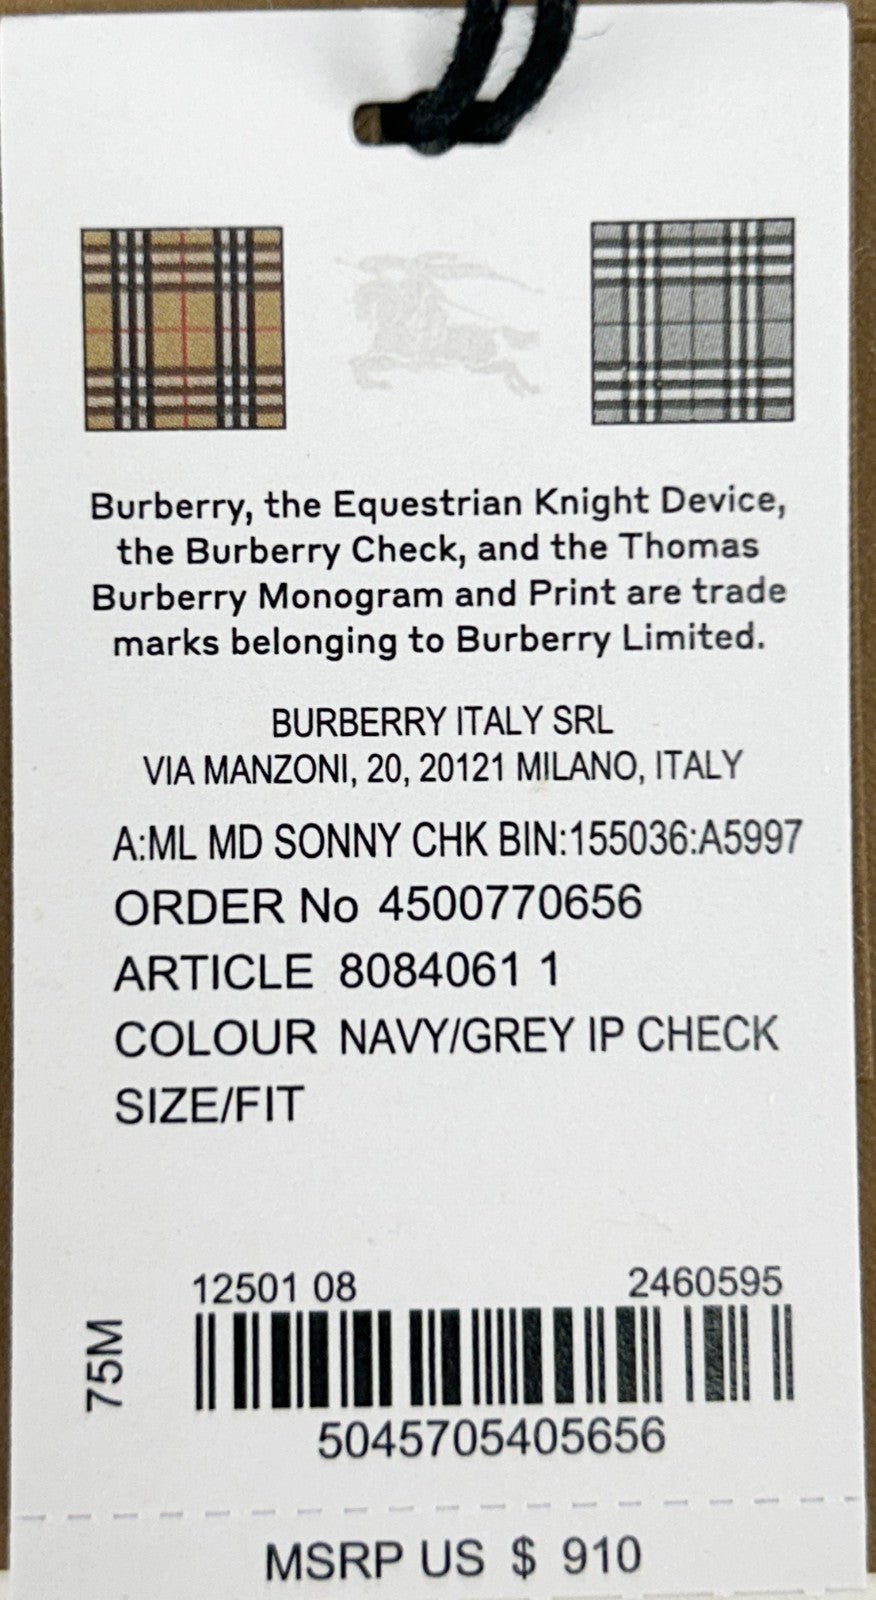 Burberry, the Equestrian Knight Device,
the Burberry Check, and the Thomas
Burberry Monogram and Print are trade
marks belonging to Burberry Limited.
BURBERRY ITALY SRL
VIA MANZONI, 20, 20121 MILANO, ITALY
A:ML MD SONNY CHK BIN:155036:A5997
ORDER No 4500770656
ARTICLE 8084061 1
COLOUR NAVY/GREY IP CHECK
SIZE/FIT
12501 08 2460595
75M
5045705405656
MSRP US $ 910